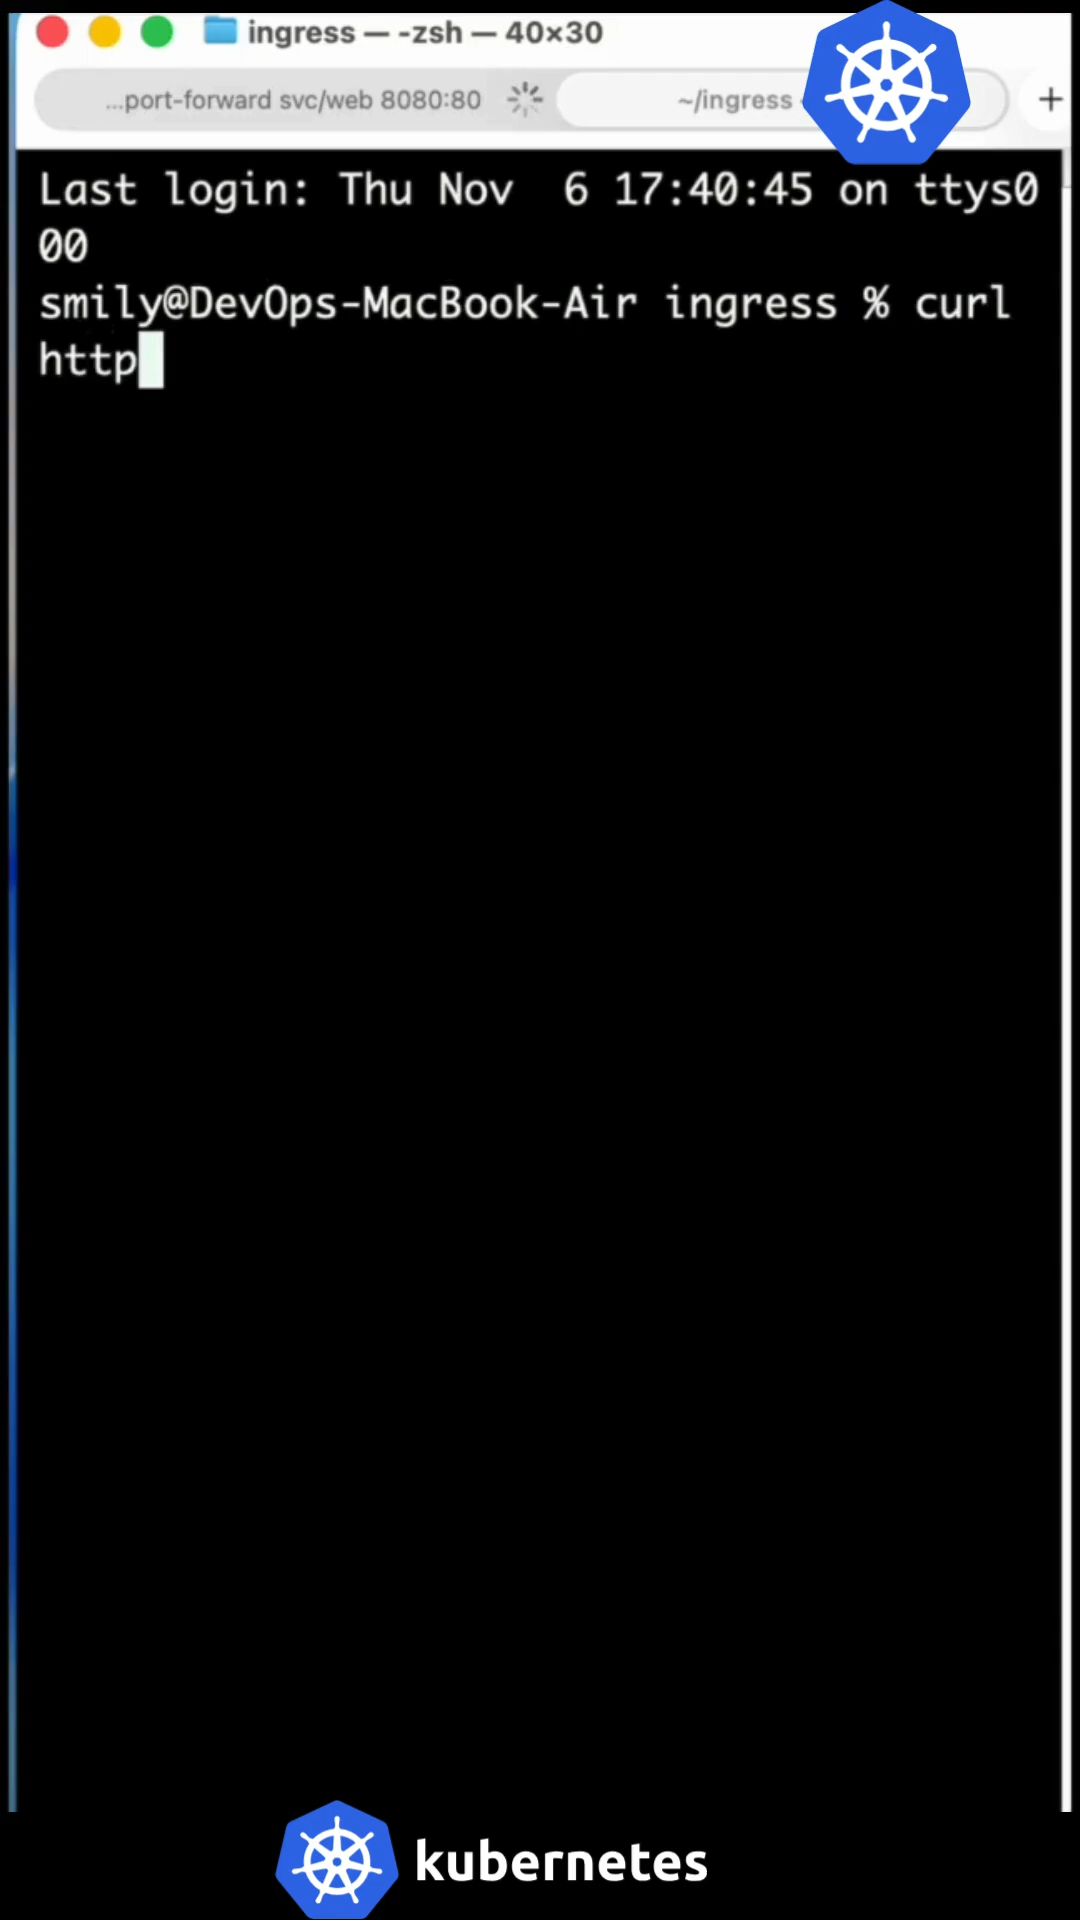 ingress — -zsh — 40×30
...port-forward svc/web 8080:80
~/ingress
Last login: Thu Nov  6 17:40:45 on ttys0
00
smily@DevOps-MacBook-Air ingress % curl
http
kubernetes